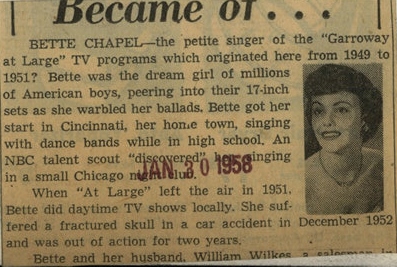 Became of . . .
BETTE CHAPEL—the petite singer of the "Garroway
at Large" TV programs which originated here from 1949 to
1951? Bette was the dream girl of millions
of American boys, peering into their 17-inch
sets as she warbled her ballads. Bette got her
start in Cincinnati, her home town, singing
with dance bands while in high school. An
NBC talent scout "discovered" her singing
in a small Chicago nightclub.
JAN 30 1958
When "At Large" left the air in 1951.
Bette did daytime TV shows locally. She suf-
fered a fractured skull in a car accident in December 1952
and was out of action for two years.
Bette and her husband, William Wilkes, a salesman in